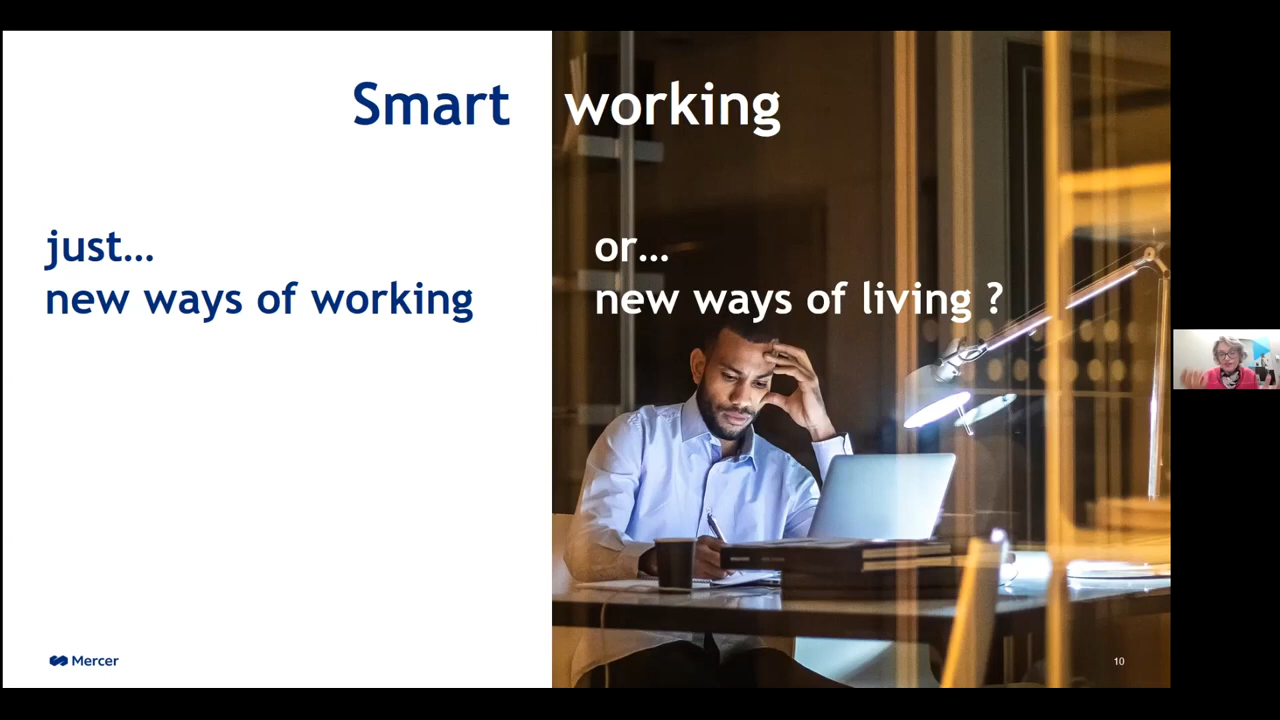 Smart working
just...
new ways of working
or...
new ways of living ?
Mercer
10